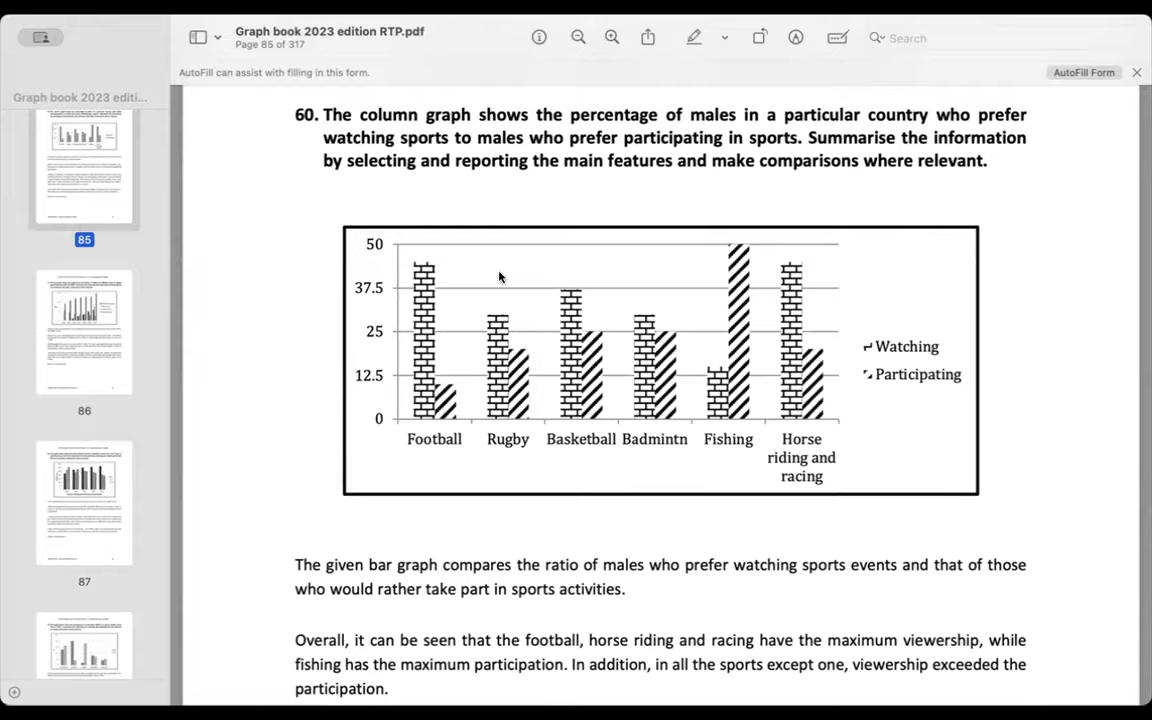 Graph book 2023 edition RTP.pdf
Page 85 of 317
Search
AutoFill can assist with filling in this form.
AutoFill Form
Graph book 2023 editi...
85
86
87
60. The column graph shows the percentage of males in a particular country who prefer
watching sports to males who prefer participating in sports. Summarise the information
by selecting and reporting the main features and make comparisons where relevant.
50
37.5
25
12.5
0
Football Rugby Basketball Badmintn Fishing Horse
riding and
racing
Watching
Participating
The given bar graph compares the ratio of males who prefer watching sports events and that of those
who would rather take part in sports activities.
Overall, it can be seen that the football, horse riding and racing have the maximum viewership, while
fishing has the maximum participation. In addition, in all the sports except one, viewership exceeded the
participation.